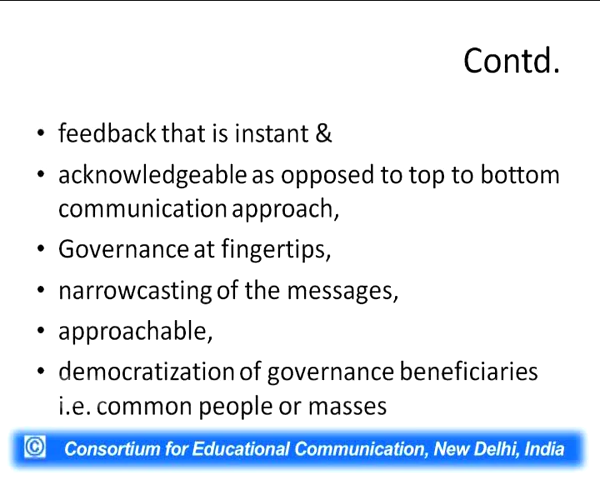 Contd.
• feedback that is instant &
• acknowledgeable as opposed to top to bottom
communication approach,
• Governance at fingertips,
• narrowcasting of the messages,
• approachable,
• democratization of governance beneficiaries
i.e. common people or masses
© Consortium for Educational Communication, New Delhi, India